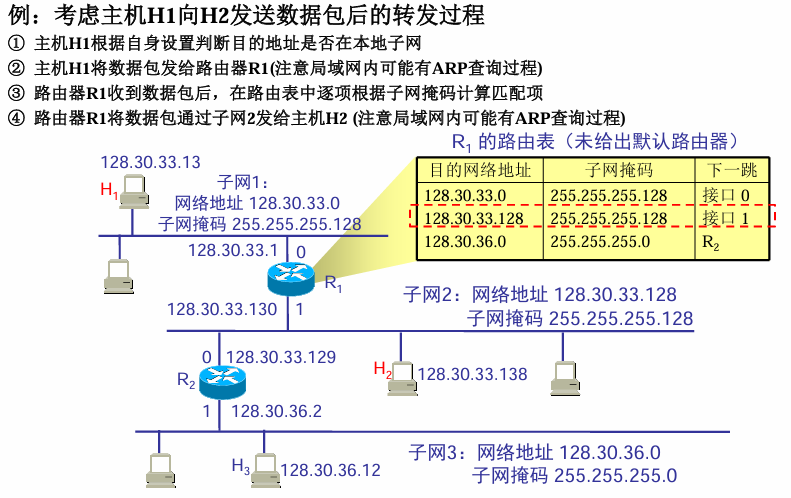 例：考虑主机H1向H2发送数据包后的转发过程
① 主机H1根据自身设置判断目的地址是否在本地子网
② 主机H1将数据包发给路由器R1(注意局域网内可能有ARP查询过程)
③ 路由器R1收到数据包后，在路由表中逐项根据子网掩码计算匹配项
④ 路由器R1将数据包通过子网2发给主机H2 (注意局域网内可能有ARP查询过程)
R1 的路由表（未给出默认路由器）
目的网络地址 子网掩码 下一跳
128.30.33.0 255.255.255.128 接口 0
128.30.33.128 255.255.255.128 接口 1
128.30.36.0 255.255.255.0 R2
128.30.33.13
H1
子网1：
网络地址 128.30.33.0
子网掩码 255.255.255.128
128.30.33.1 0
R1
128.30.33.130 1
子网2：网络地址 128.30.33.128
子网掩码 255.255.255.128
0 128.30.33.129
R2
H2 128.30.33.138
1 128.30.36.2
子网3：网络地址 128.30.36.0
子网掩码 255.255.255.0
H3 128.30.36.12